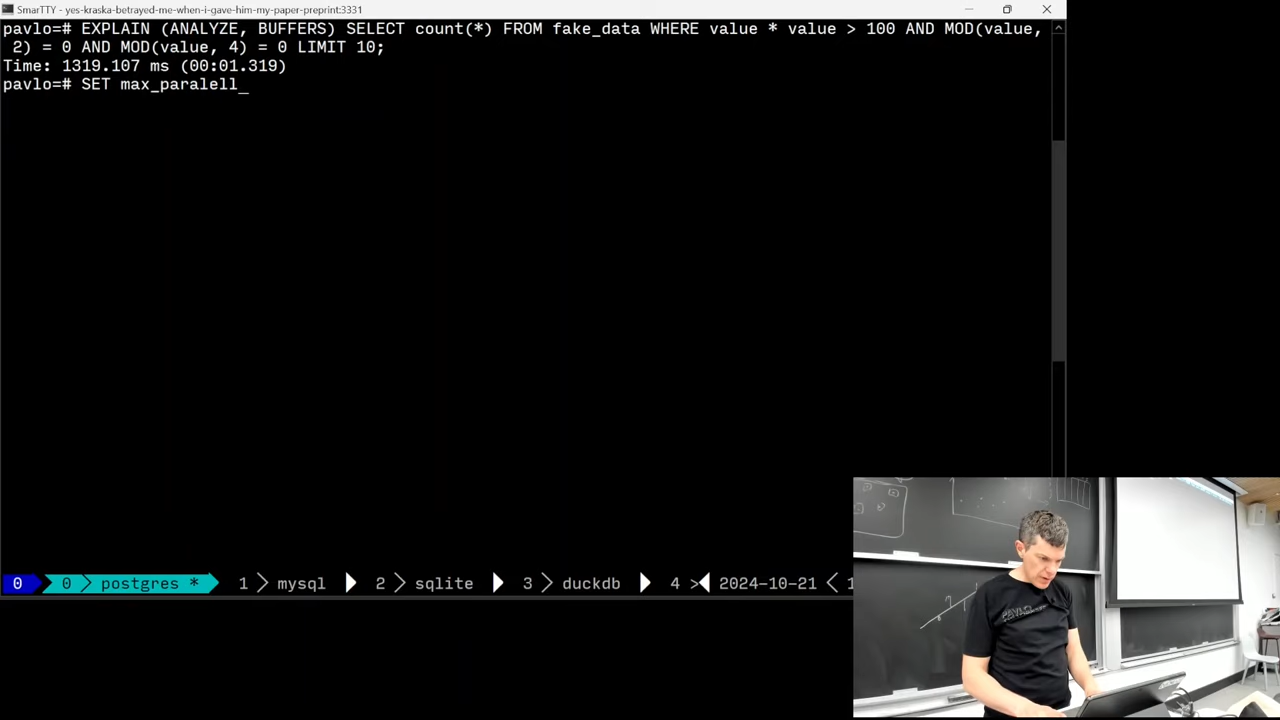 SmarTTY - yes-kraska-betrayed-me-when-i-gave-him-my-paper-preprint:3331
pavlo=# EXPLAIN (ANALYZE, BUFFERS) SELECT count(*) FROM fake_data WHERE value * value > 100 AND MOD(value,
2) = 0 AND MOD(value, 4) = 0 LIMIT 10;
Time: 1319.107 ms (00:01.319)
pavlo=# SET max_paralell_
0 0 postgres * 1 mysql 2 sqlite 3 duckdb 4 > 2024-10-21